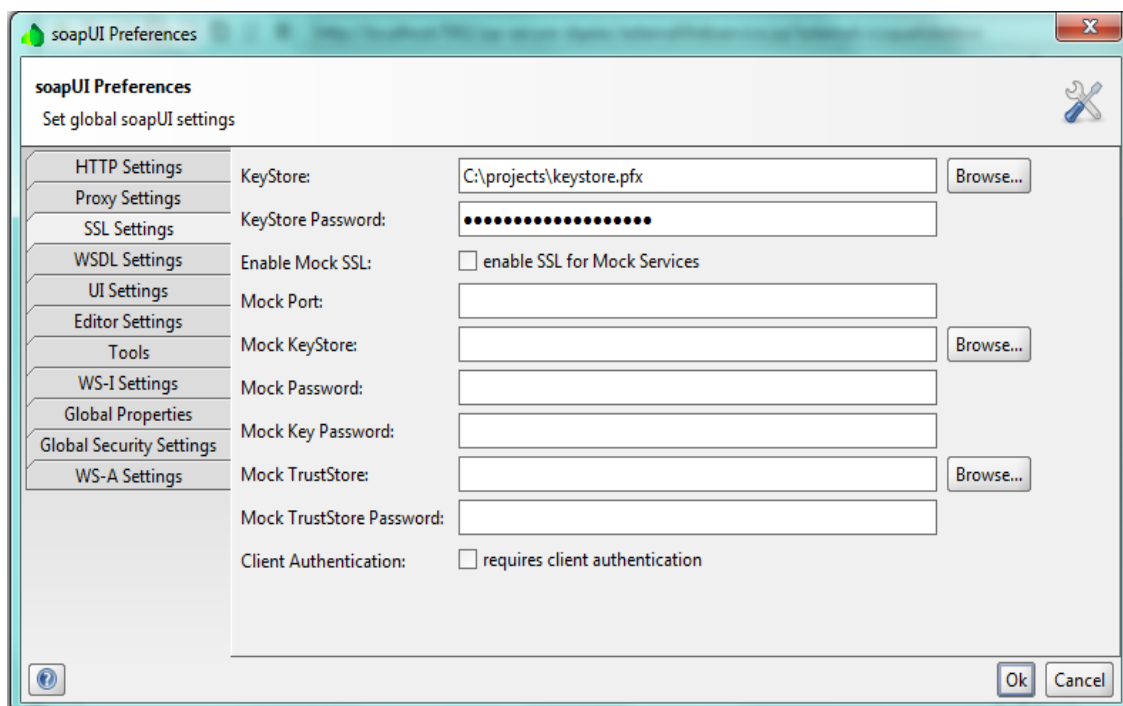 soapUI Preferences
soapUI Preferences
Set global soapUI settings
HTTP Settings
Proxy Settings
SSL Settings
WSDL Settings
UI Settings
Editor Settings
Tools
WS-I Settings
Global Properties
Global Security Settings
WS-A Settings
KeyStore: C:\projects\keystore.pfx Browse...
KeyStore Password: ●●●●●●●●●●●●●●●●●●●
Enable Mock SSL: enable SSL for Mock Services
Mock Port:
Mock KeyStore: Browse...
Mock Password:
Mock Key Password:
Mock TrustStore: Browse...
Mock TrustStore Password:
Client Authentication: requires client authentication
Ok Cancel